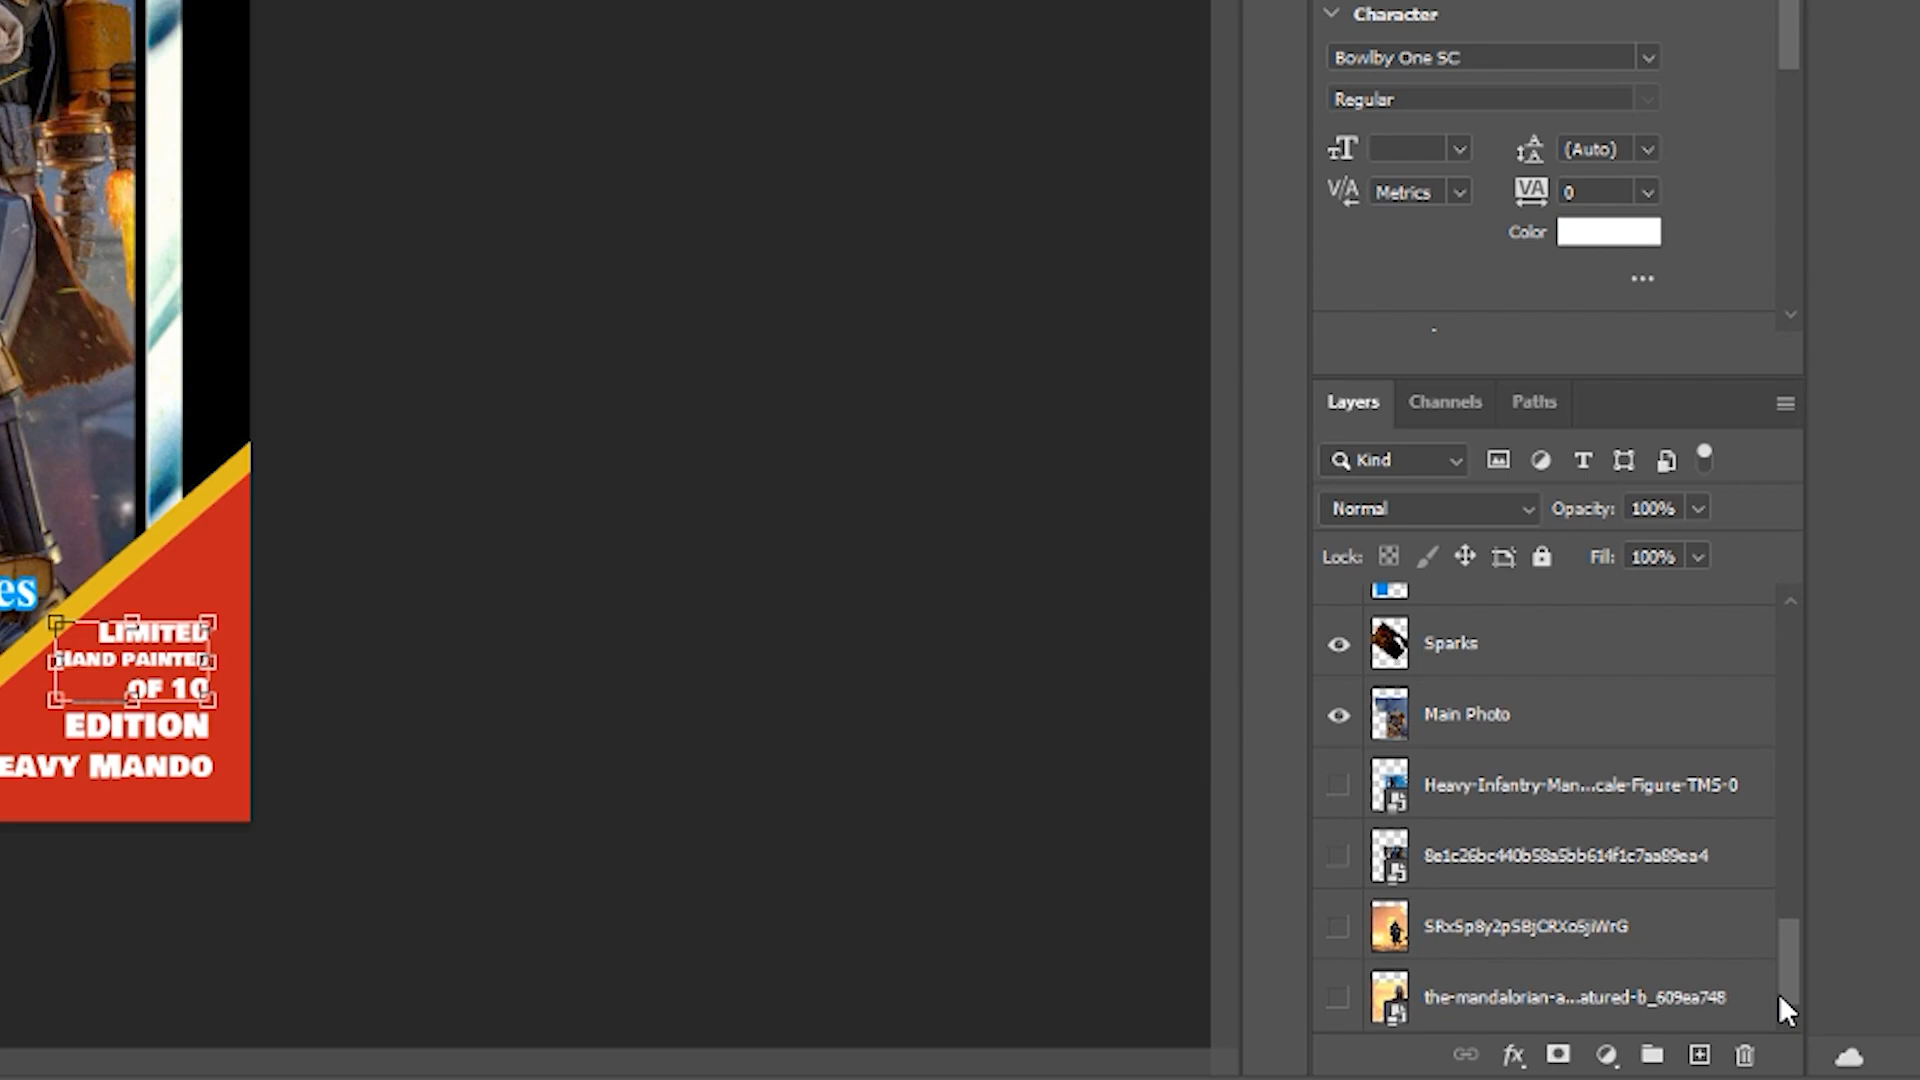 Character
Bowlby One SC
Regular
(Auto)
Metrics
0
Color
Layers
Channels
Paths
Kind
Normal
Opacity: 100%
Lock:
Fill: 100%
Sparks
Main Photo
Heavy-Infantry-Man...cale-Figure-TMS-0
8e1c26bc440b58a5bb614f1c7aa89ea4
the-mandalorian-a...atured-b_609ea748
es
LIMITED
HAND PAINTED
OF 10
EDITION
EAVY MANDO